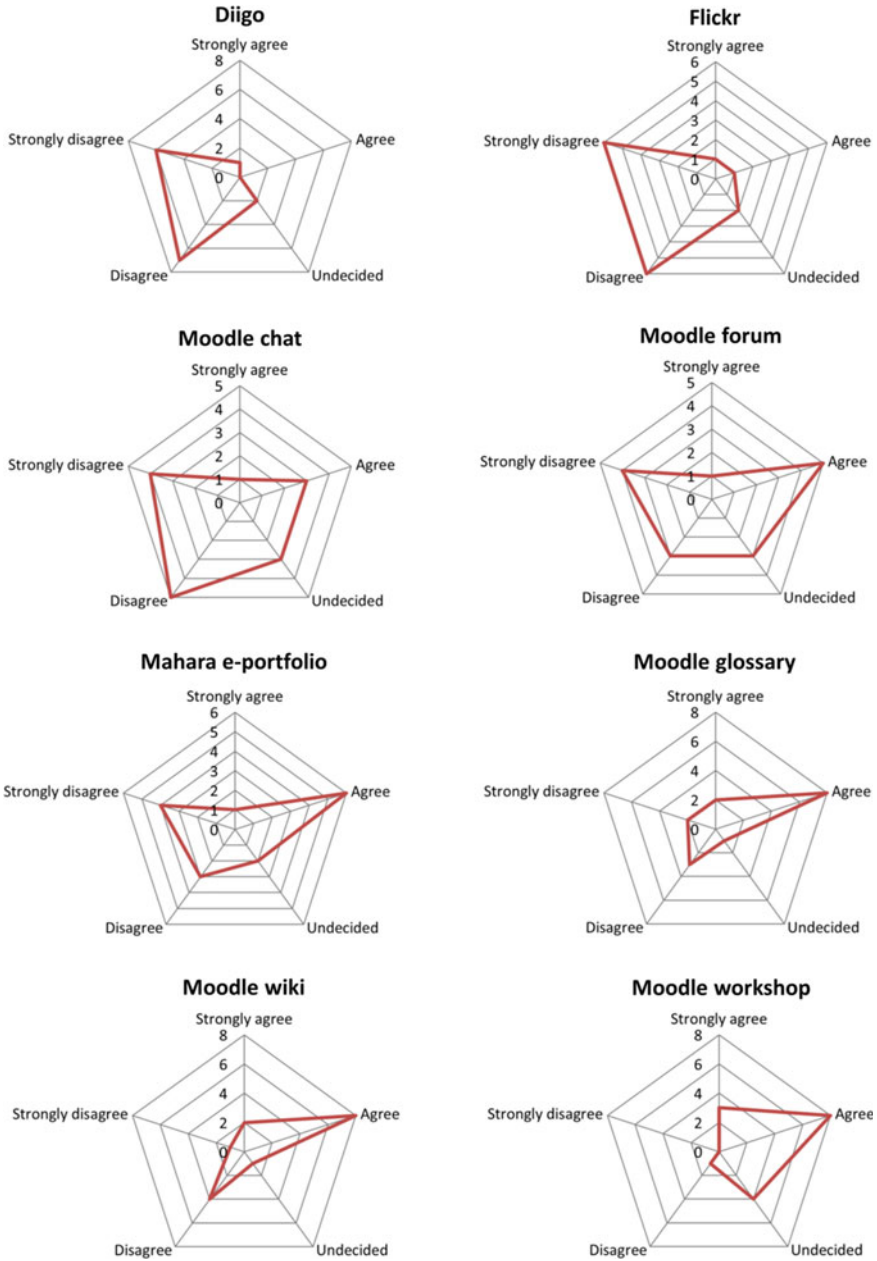 Diigo
Strongly agree
8
6
4
2
0
Strongly disagree
Agree
Disagree
Undecided
Flickr
Strongly agree
6
5
4
3
2
1
0
Strongly disagree
Agree
Disagree
Undecided
Moodle chat
Strongly agree
5
4
3
2
1
0
Strongly disagree
Agree
Disagree
Undecided
Moodle forum
Strongly agree
5
4
3
2
1
0
Strongly disagree
Agree
Disagree
Undecided
Mahara e-portfolio
Strongly agree
6
5
4
3
2
1
0
Strongly disagree
Agree
Disagree
Undecided
Moodle glossary
Strongly agree
8
6
4
2
0
Strongly disagree
Agree
Disagree
Undecided
Moodle wiki
Strongly agree
8
6
4
2
0
Strongly disagree
Agree
Disagree
Undecided
Moodle workshop
Strongly agree
8
6
4
2
0
Strongly disagree
Agree
Disagree
Undecided